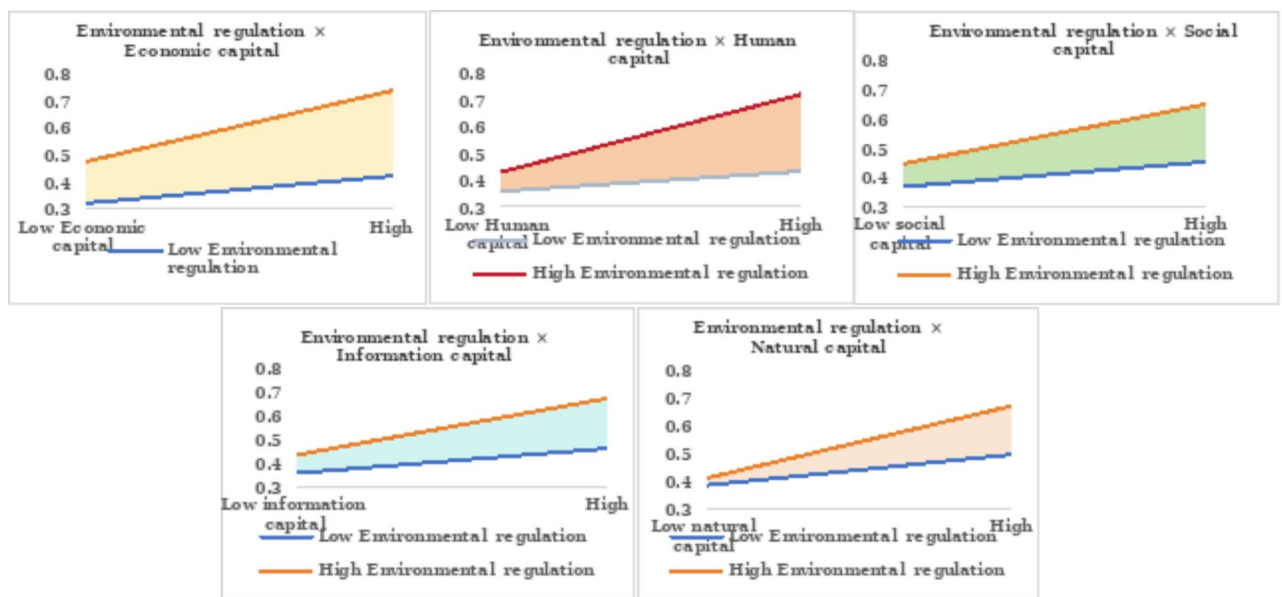 Environmental regulation ×
Economic capital
0.8
0.7
0.6
0.5
0.4
0.3
Low Economic
capital
High
Low Environmental
regulation
Environmental regulation × Human
capital
0.8
0.7
0.6
0.5
0.4
0.3
Low Human
capital
High
Low Environmental regulation
High Environmental regulation
Environmental regulation × Social
capital
0.8
0.7
0.6
0.5
0.4
0.3
Low social
capital
High
Low Environmental regulation
High Environmental regulation
Environmental regulation ×
Information capital
0.8
0.7
0.6
0.5
0.4
0.3
Low information
capital
High
Low Environmental regulation
High Environmental regulation
Environmental regulation ×
Natural capital
0.8
0.7
0.6
0.5
0.4
0.3
Low natural
capital
High
Low Environmental regulation
High Environmental regulation